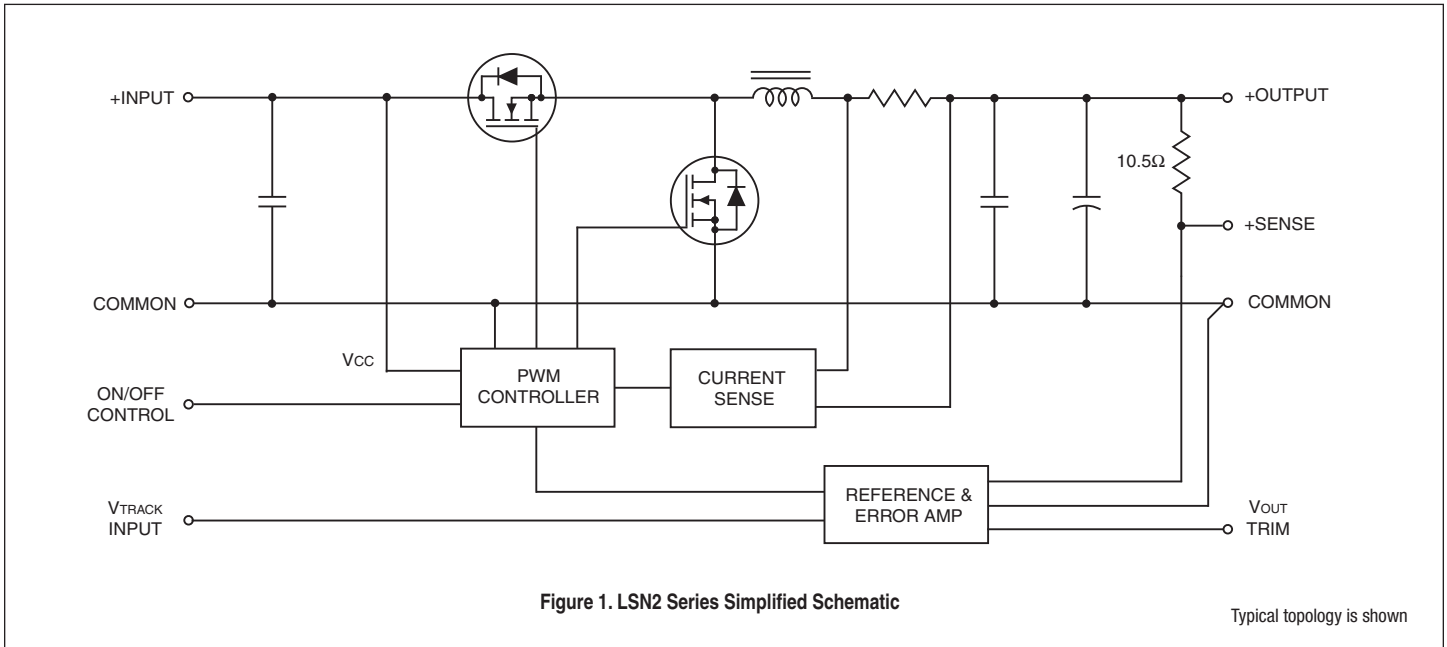 +INPUT
+OUTPUT
10.5Ω
+SENSE
COMMON
COMMON
VCC
PWM
CONTROLLER
CURRENT
SENSE
ON/OFF
CONTROL
REFERENCE &
ERROR AMP
VTRACK
INPUT
VOUT
TRIM
Figure 1. LSN2 Series Simplified Schematic
Typical topology is shown